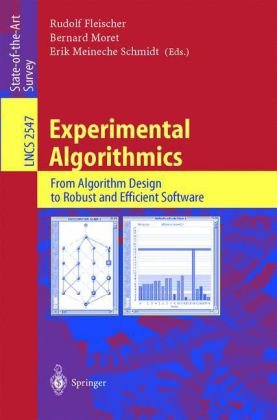 Rudolf Fleischer
Bernard Moret
Erik Meineche Schmidt (Eds.)
State-of-the-Art
Survey
LNCS 2547
Experimental
Algorithmics
From Algorithm Design
to Robust and Efficient Software
Springer